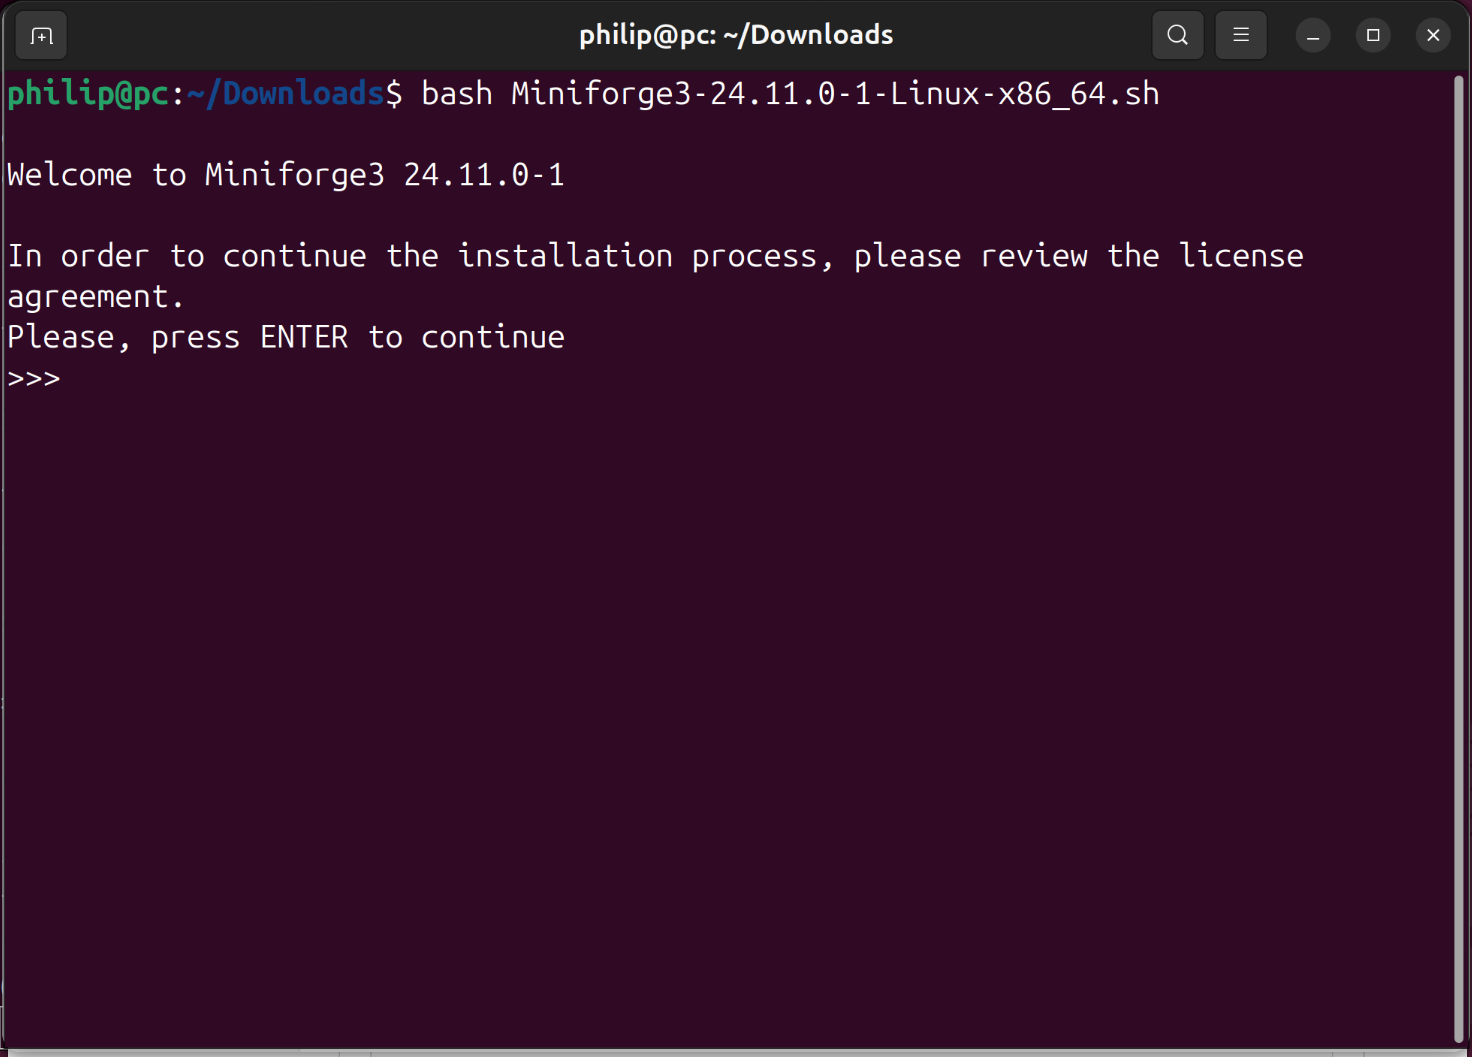 philip@pc: ~/Downloads
philip@pc:~/Downloads$ bash Miniforge3-24.11.0-1-Linux-x86_64.sh
Welcome to Miniforge3 24.11.0-1
In order to continue the installation process, please review the license
agreement.
Please, press ENTER to continue
>>>